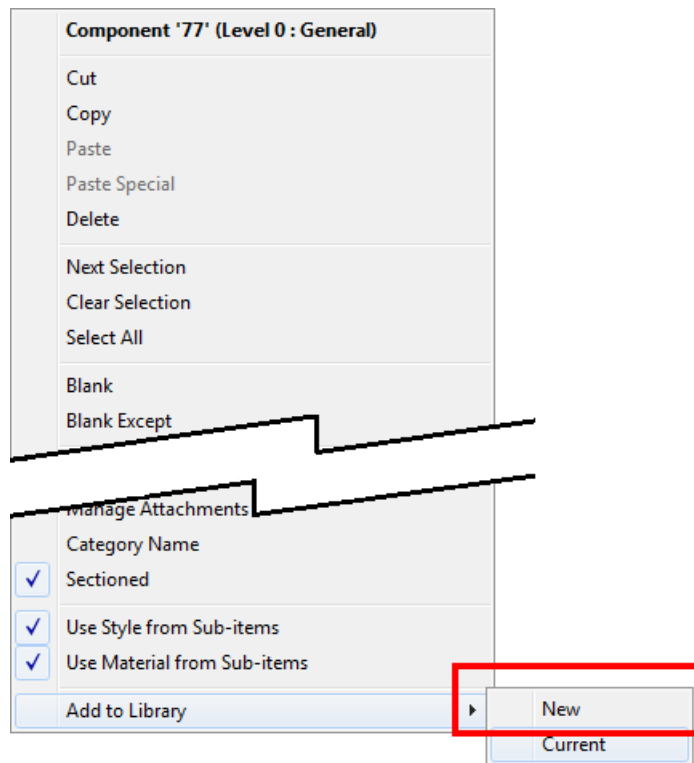 Component '77' (Level 0 : General)
Cut
Copy
Paste
Paste Special
Delete
Next Selection
Clear Selection
Select All
Blank
Blank Except
Manage Attachments
Category Name
Sectioned
Use Style from Sub-items
Use Material from Sub-items
Add to Library
New
Current